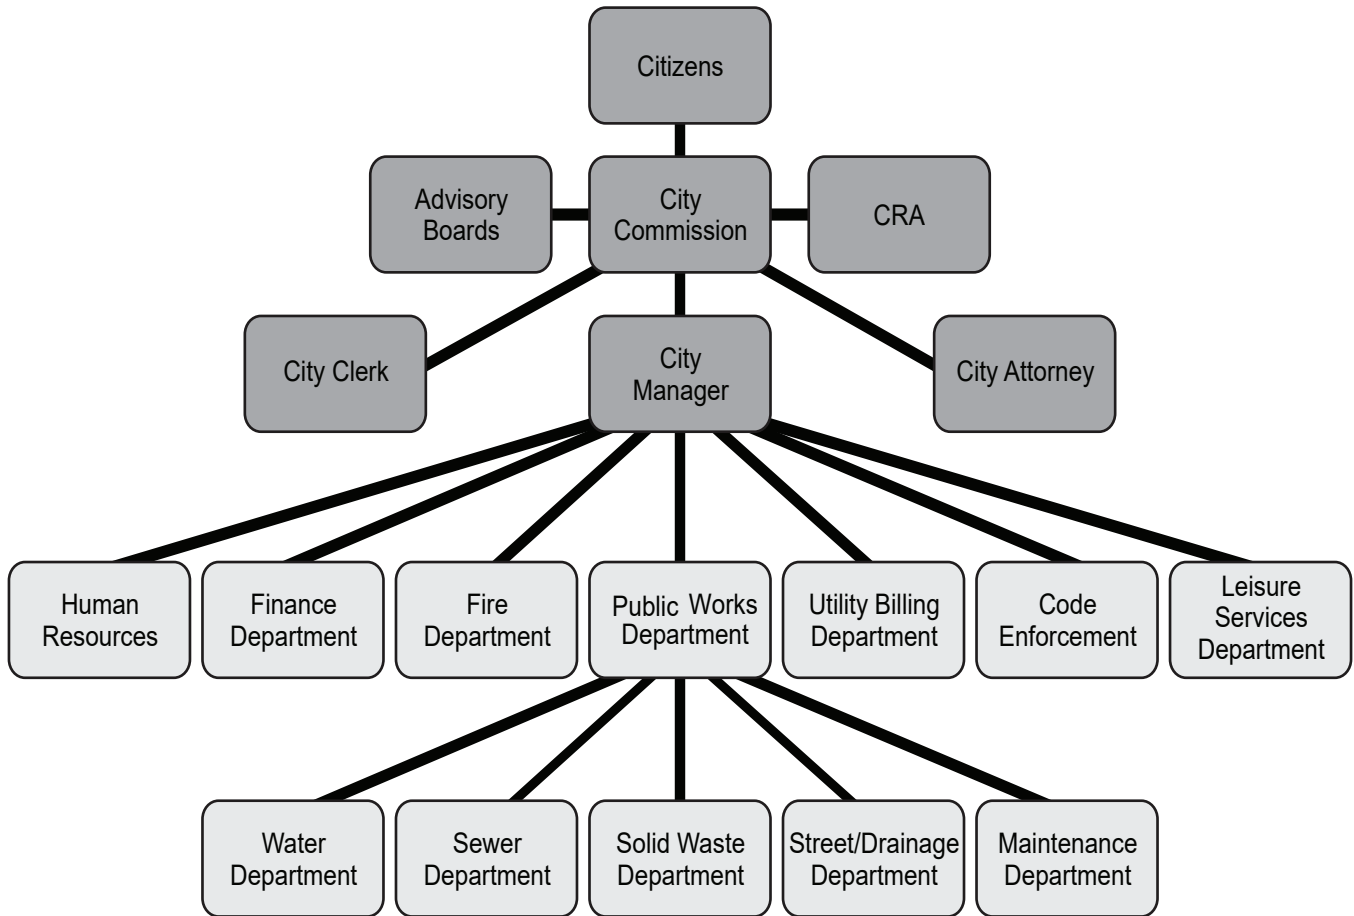 Citizens
Advisory
Boards
City
Commission
CRA
City Clerk
City
Manager
City Attorney
Human
Resources
Finance
Department
Fire
Department
Public Works
Department
Utility Billing
Department
Code
Enforcement
Leisure
Services
Department
Water
Department
Sewer
Department
Solid Waste
Department
Street/Drainage
Department
Maintenance
Department